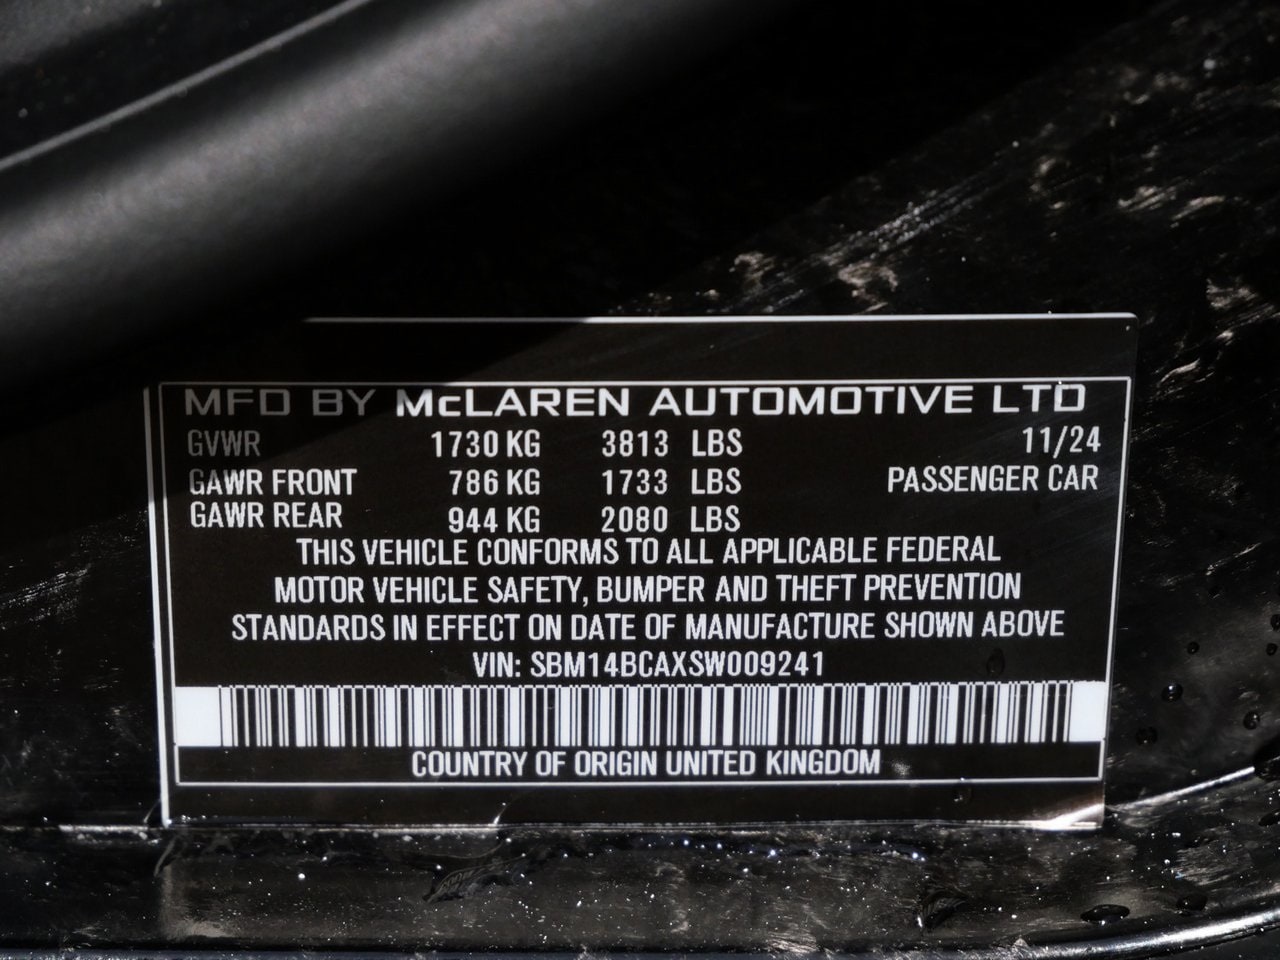 MFD BY McLAREN AUTOMOTIVE LTD
GVWR 1730 KG 3813 LBS 11/24
GAWR FRONT 786 KG 1733 LBS PASSENGER CAR
GAWR REAR 944 KG 2080 LBS
THIS VEHICLE CONFORMS TO ALL APPLICABLE FEDERAL
MOTOR VEHICLE SAFETY, BUMPER AND THEFT PREVENTION
STANDARDS IN EFFECT ON DATE OF MANUFACTURE SHOWN ABOVE
VIN: SBM14BCAXSW009241
COUNTRY OF ORIGIN UNITED KINGDOM